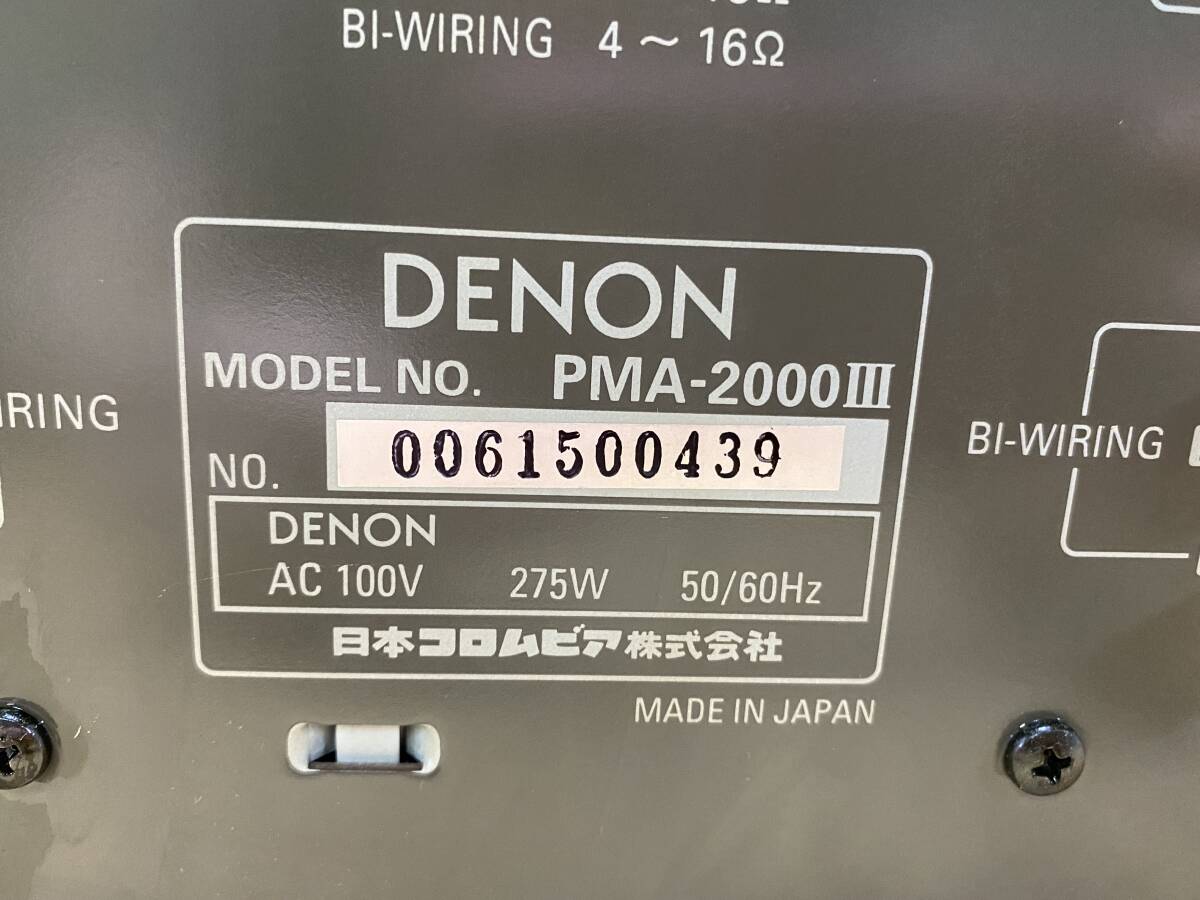 BI-WIRING 4～16Ω
DENON
MODEL NO. PMA-2000III
NO. 0061500439
DENON
AC 100V 275W 50/60Hz
日本コロムビア株式会社
MADE IN JAPAN
BI-WIRING